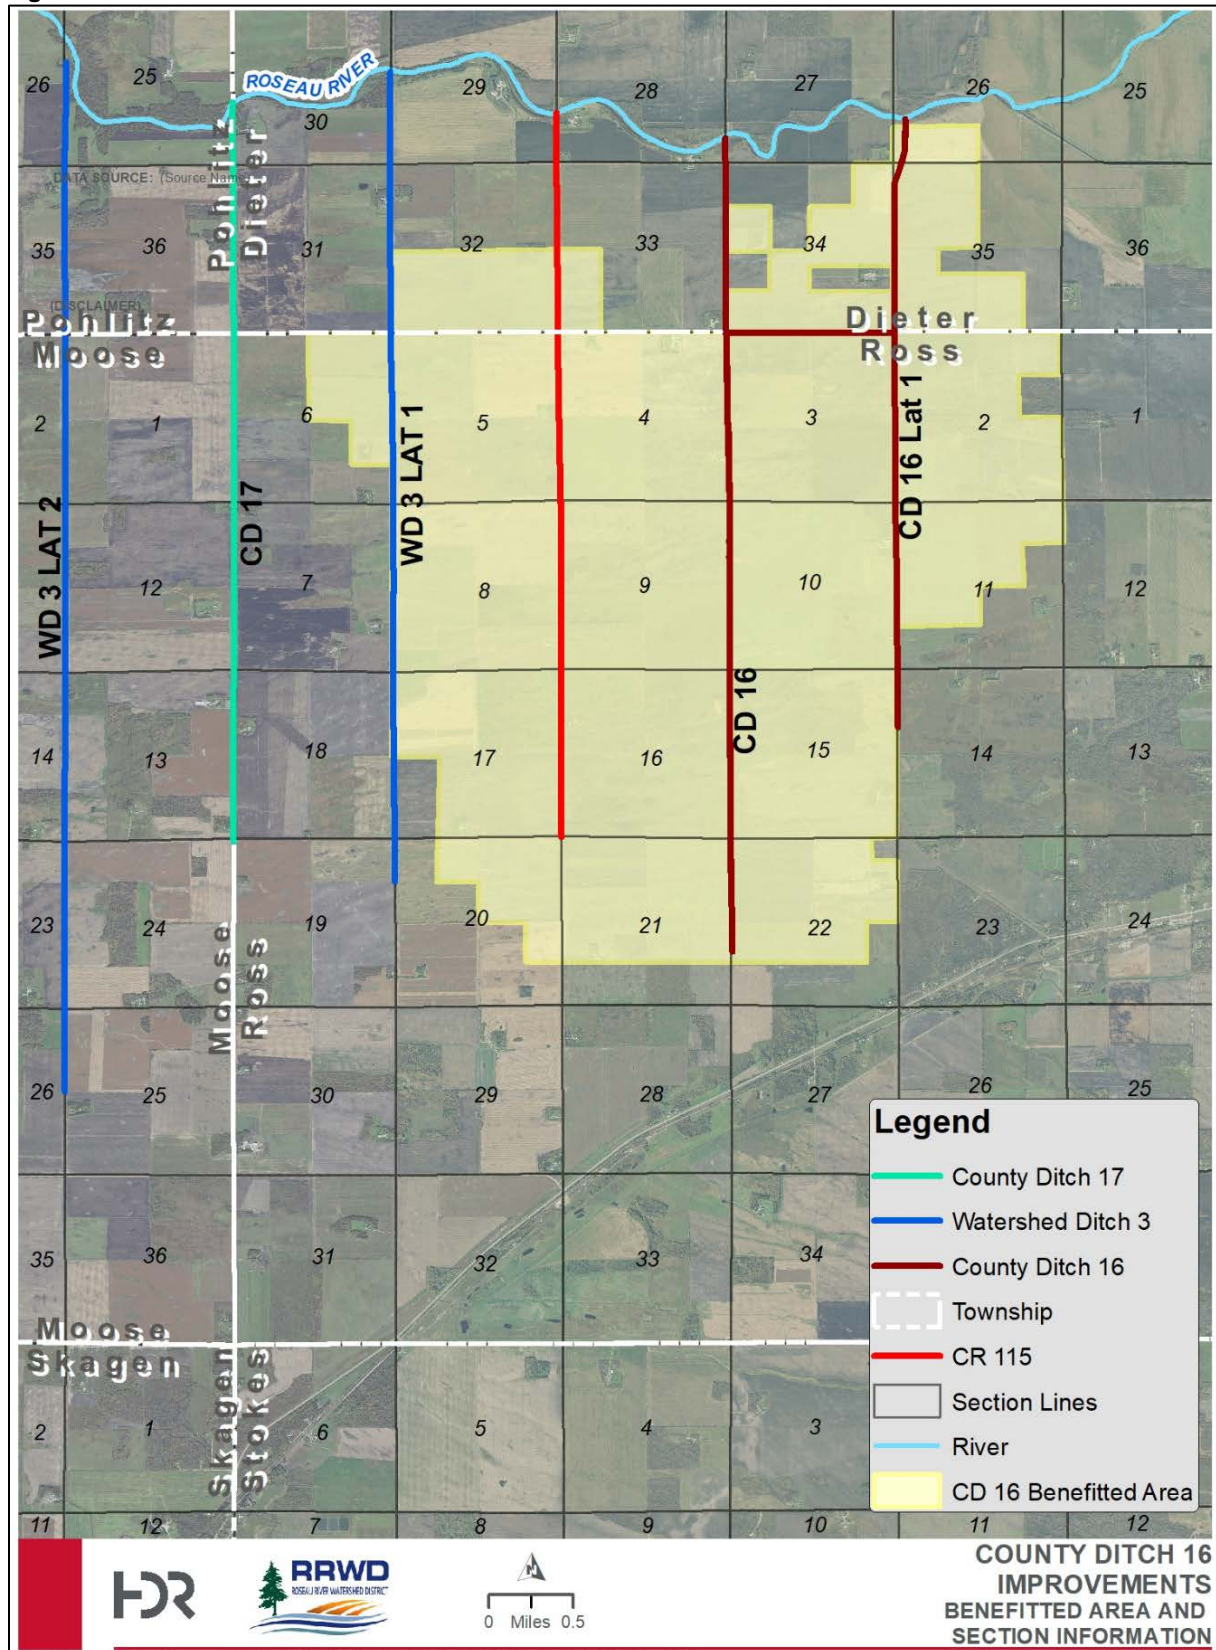 26
25
ROSEAU RIVER
30
29
28
27
26
25
Pohlitz
Dieter
DATA SOURCE: (Source Nam
35
36
31
32
33
34
35
36
(DISCLAIMER)
Pohlitz
Moose
Dieter
Ross
2
1
6
5
4
3
2
1
WD 3 LAT 2
CD 17
WD 3 LAT 1
CD 16
CD 16 Lat 1
12
7
8
9
10
11
12
14
13
18
17
16
15
14
13
23
24
19
20
21
22
23
24
Moose
Ross
26
25
30
29
28
27
26
25
35
36
31
32
33
34
Moose
Skagen
Skagen
Stokes
2
1
6
5
4
3
11
12
7
8
9
10
11
12
Legend
County Ditch 17
Watershed Ditch 3
County Ditch 16
Township
CR 115
Section Lines
River
CD 16 Benefitted Area
HDR
RRWD
ROSEAU RIVER WATERSHED DISTRICT
N
0 Miles 0.5
COUNTY DITCH 16
IMPROVEMENTS
BENEFITTED AREA AND
SECTION INFORMATION